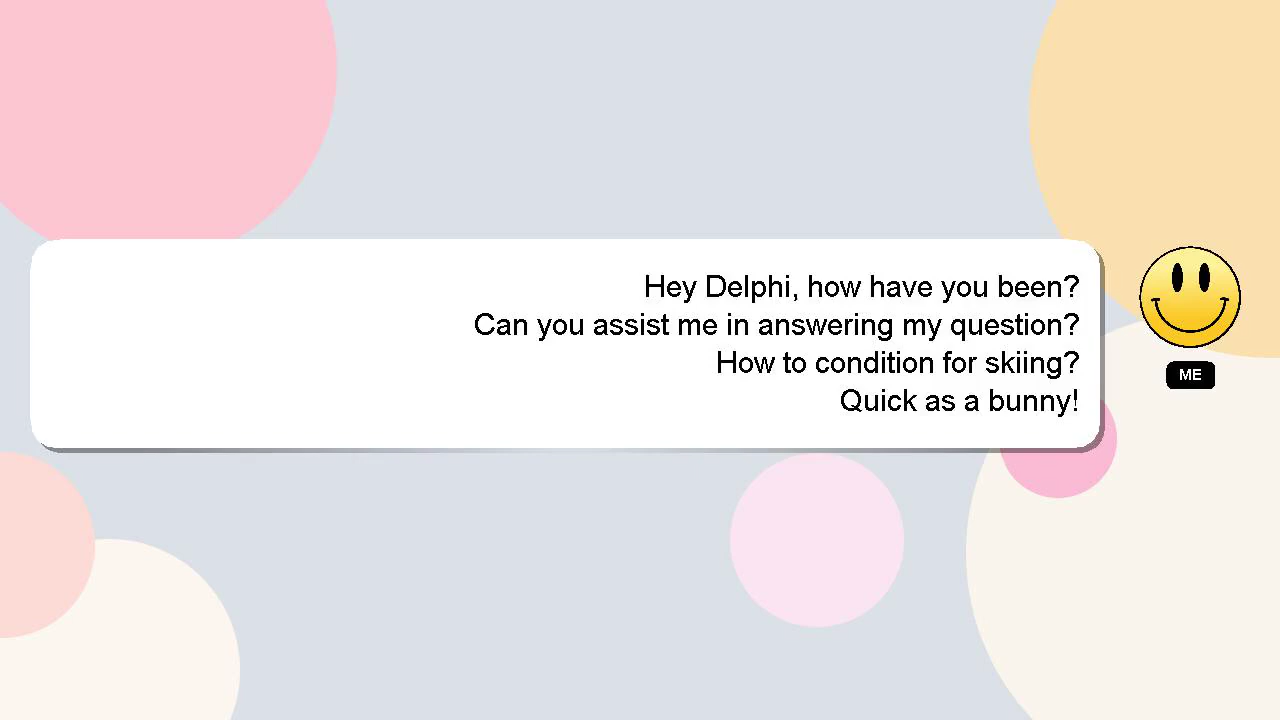 Hey Delphi, how have you been?
Can you assist me in answering my question?
How to condition for skiing?
Quick as a bunny!
ME